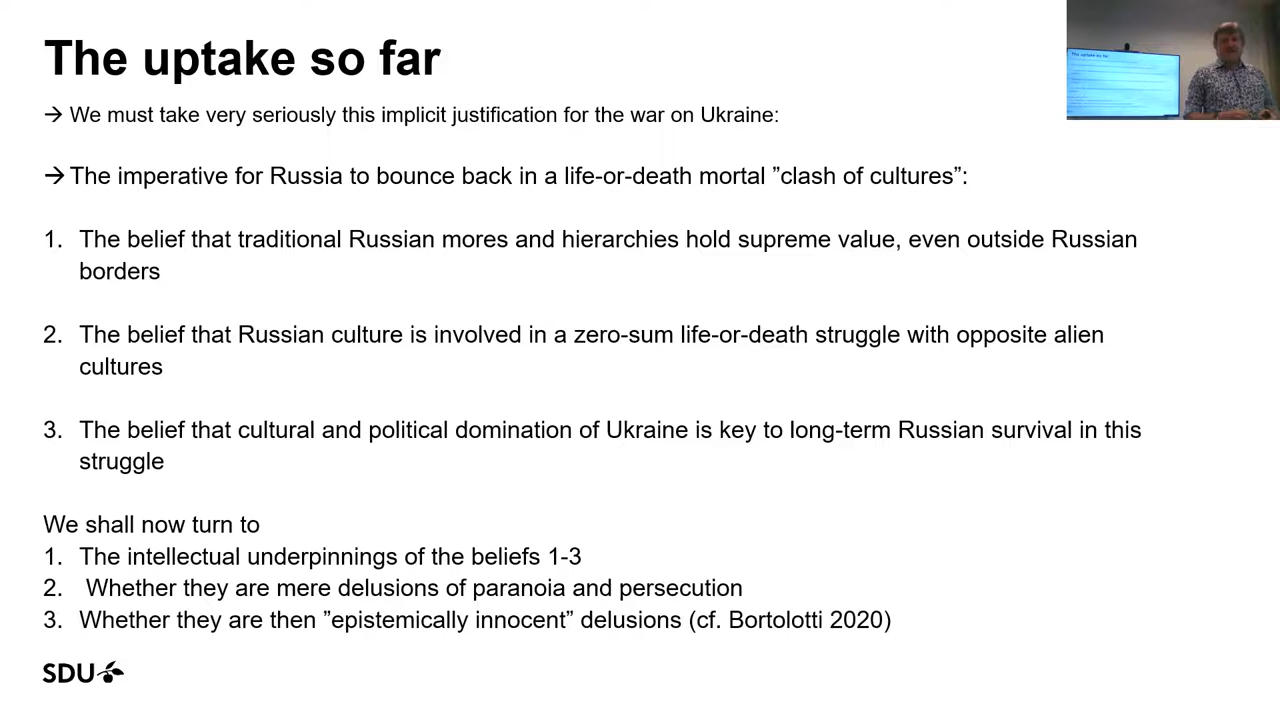 The uptake so far
→ We must take very seriously this implicit justification for the war on Ukraine:
→ The imperative for Russia to bounce back in a life-or-death mortal ”clash of cultures”:
1. The belief that traditional Russian mores and hierarchies hold supreme value, even outside Russian
borders
2. The belief that Russian culture is involved in a zero-sum life-or-death struggle with opposite alien
cultures
3. The belief that cultural and political domination of Ukraine is key to long-term Russian survival in this
struggle
We shall now turn to
1. The intellectual underpinnings of the beliefs 1-3
2. Whether they are mere delusions of paranoia and persecution
3. Whether they are then ”epistemically innocent” delusions (cf. Bortolotti 2020)
SDU
The uptake so far